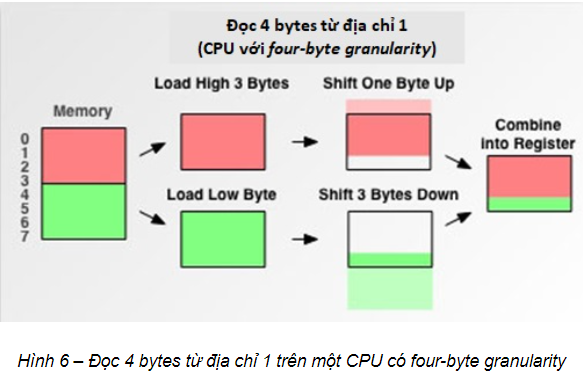 Đọc 4 bytes từ địa chỉ 1
(CPU với four-byte granularity)
Memory
0
1
2
3
4
5
6
7
Load High 3 Bytes
Shift One Byte Up
Load Low Byte
Shift 3 Bytes Down
Combine
into Register
Hình 6 – Đọc 4 bytes từ địa chỉ 1 trên một CPU có four-byte granularity